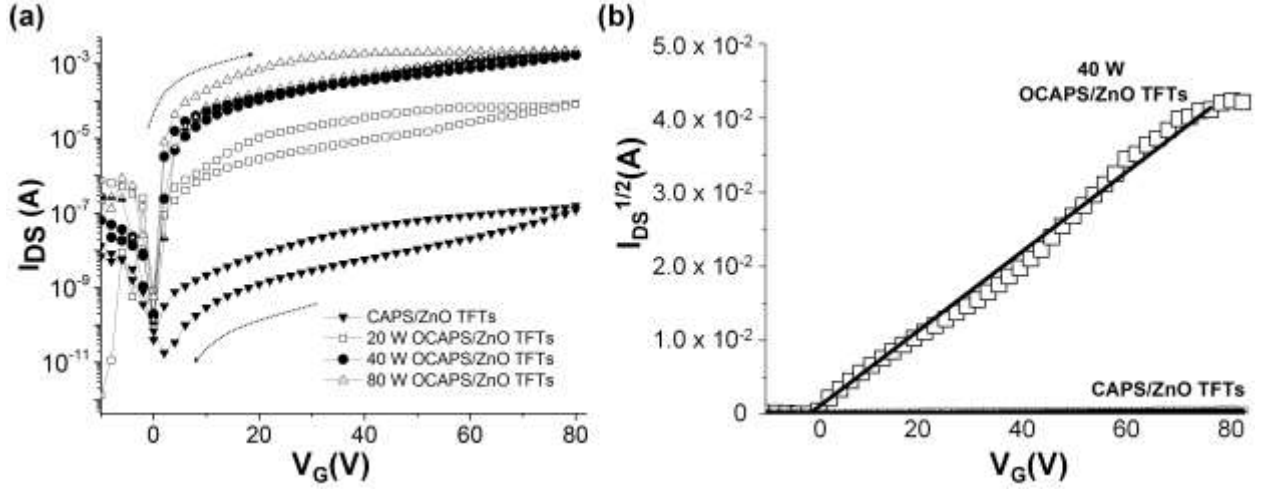 (a)
10⁻³
10⁻⁵
10⁻⁷
10⁻⁹
10⁻¹¹
I_DS (A)
CAPS/ZnO TFTs
20 W OCAPS/ZnO TFTs
40 W OCAPS/ZnO TFTs
80 W OCAPS/ZnO TFTs
0 20 40 60 80
V_G(V)
(b)
5.0 x 10⁻²
4.0 x 10⁻²
3.0 x 10⁻²
2.0 x 10⁻²
1.0 x 10⁻²
0
I_DS^1/2(A)
40 W
OCAPS/ZnO TFTs
CAPS/ZnO TFTs
0 20 40 60 80
V_G(V)